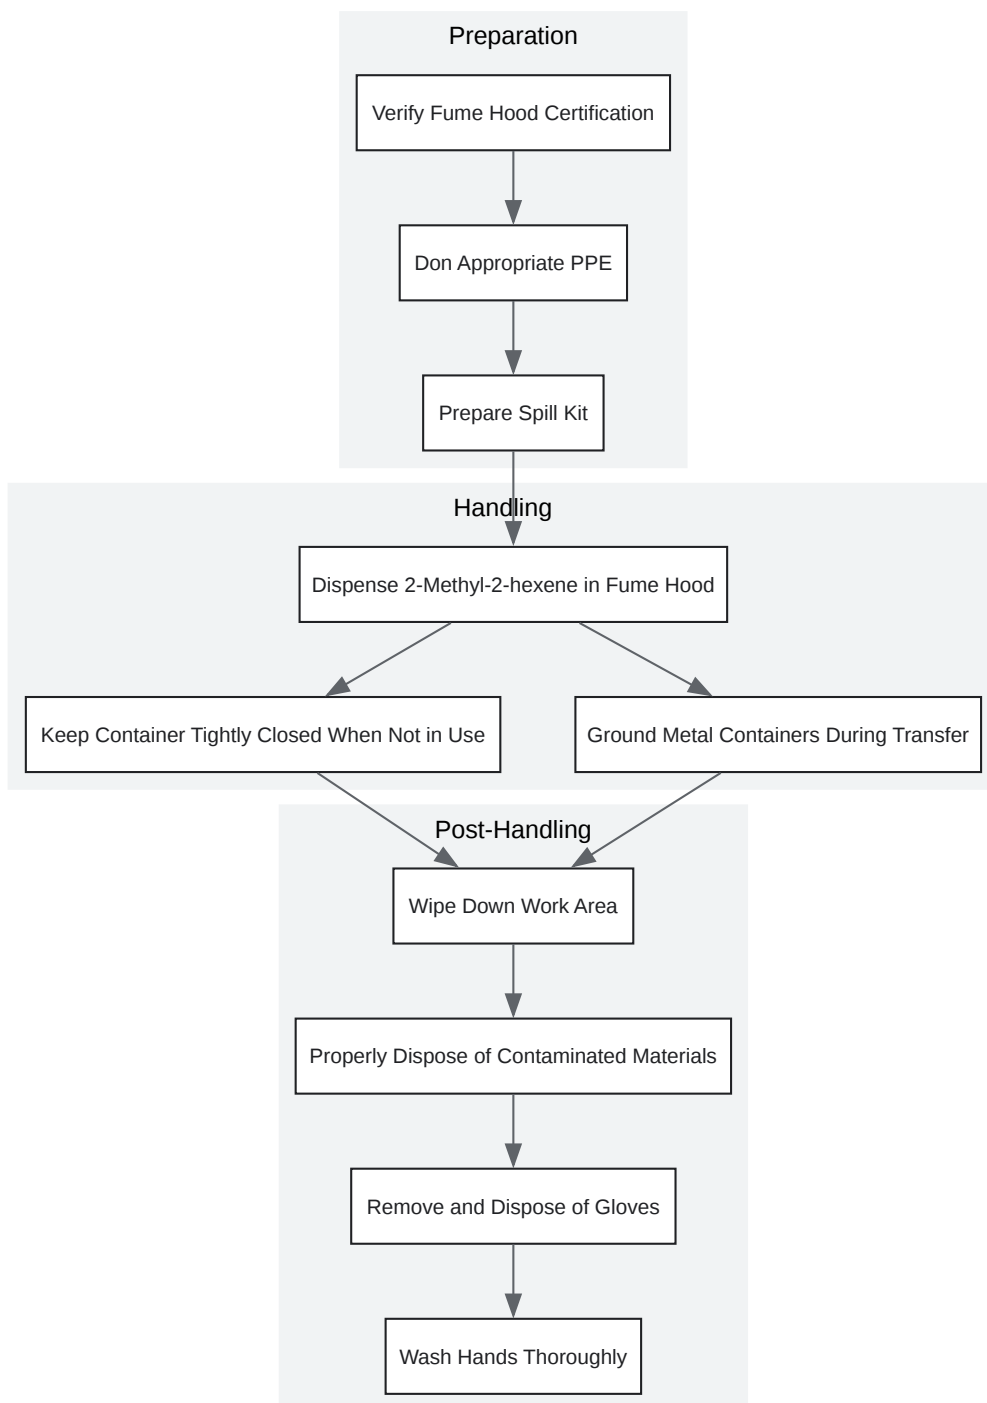 Preparation
Verify Fume Hood Certification
Don Appropriate PPE
Prepare Spill Kit
Handling
Dispense 2-Methyl-2-hexene in Fume Hood
Keep Container Tightly Closed When Not in Use
Ground Metal Containers During Transfer
Post-Handling
Wipe Down Work Area
Properly Dispose of Contaminated Materials
Remove and Dispose of Gloves
Wash Hands Thoroughly